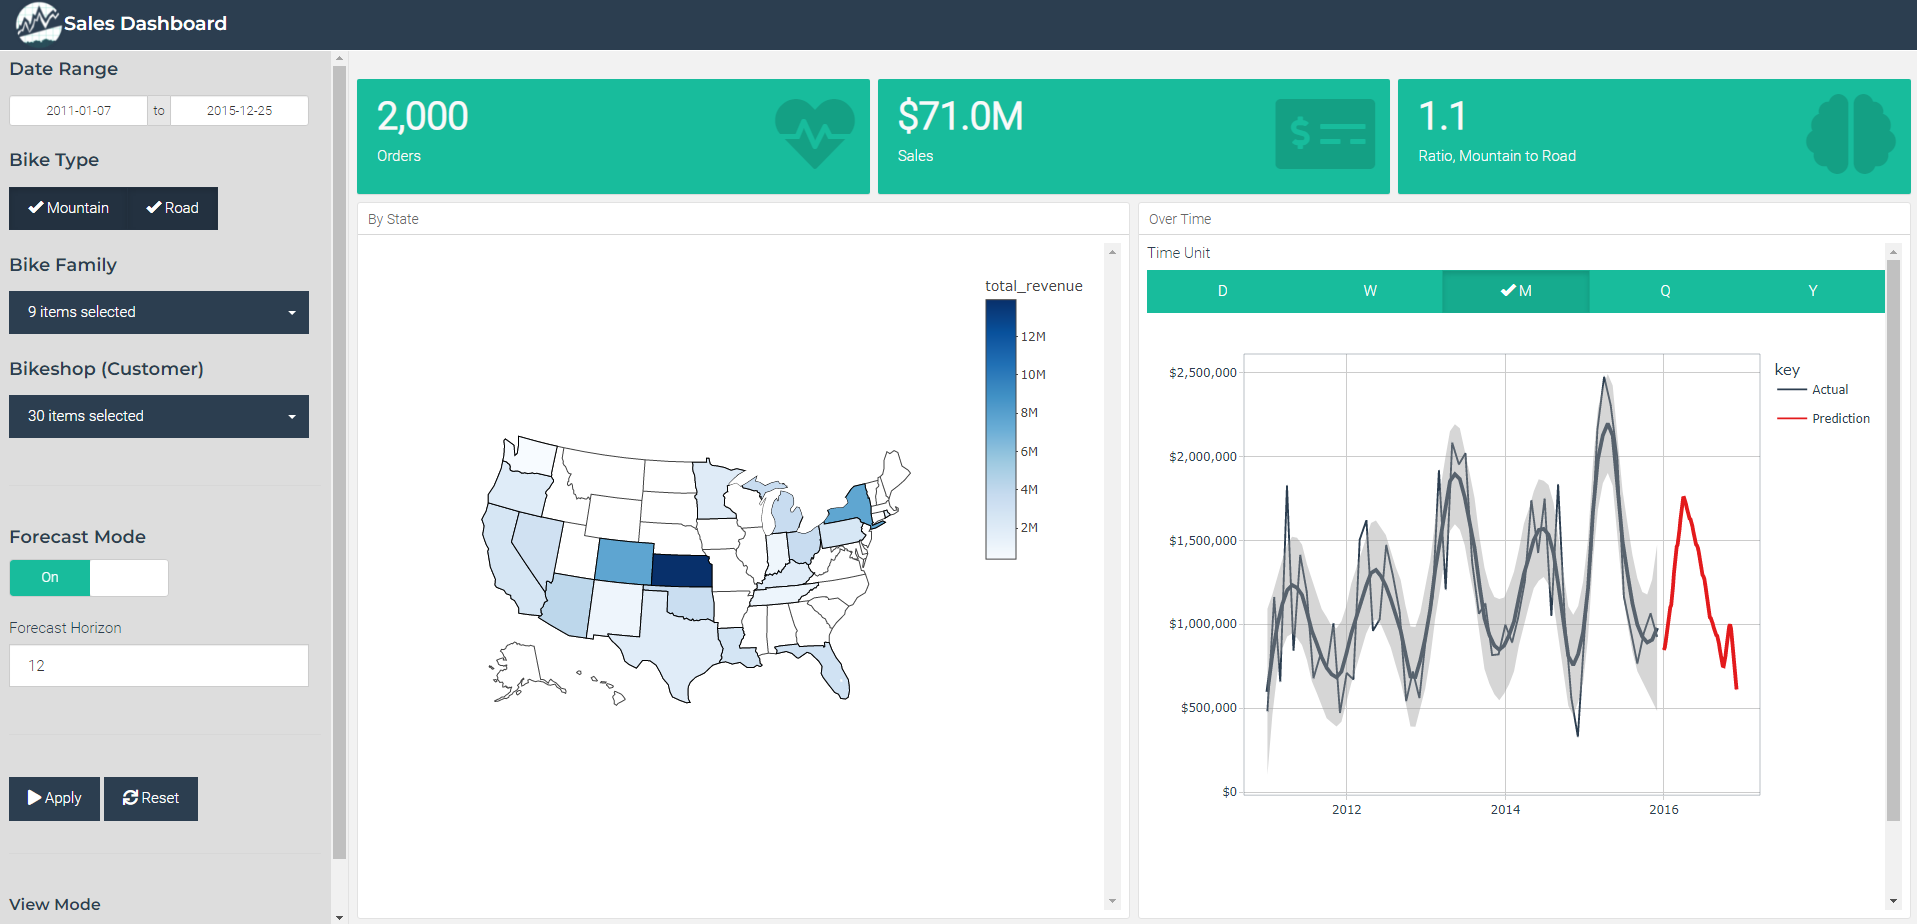 Sales Dashboard
Date Range
2011-01-07 to 2015-12-25
Bike Type
Mountain Road
Bike Family
9 items selected
Bikeshop (Customer)
30 items selected
Forecast Mode
On
Forecast Horizon
12
Apply Reset
View Mode
2,000
Orders
$71.0M
Sales
1.1
Ratio, Mountain to Road
By State
total_revenue
12M
10M
8M
6M
4M
2M
Over Time
Time Unit
D W M Q Y
$2,500,000
$2,000,000
$1,500,000
$1,000,000
$500,000
$0
2012 2014 2016
key
Actual
Prediction